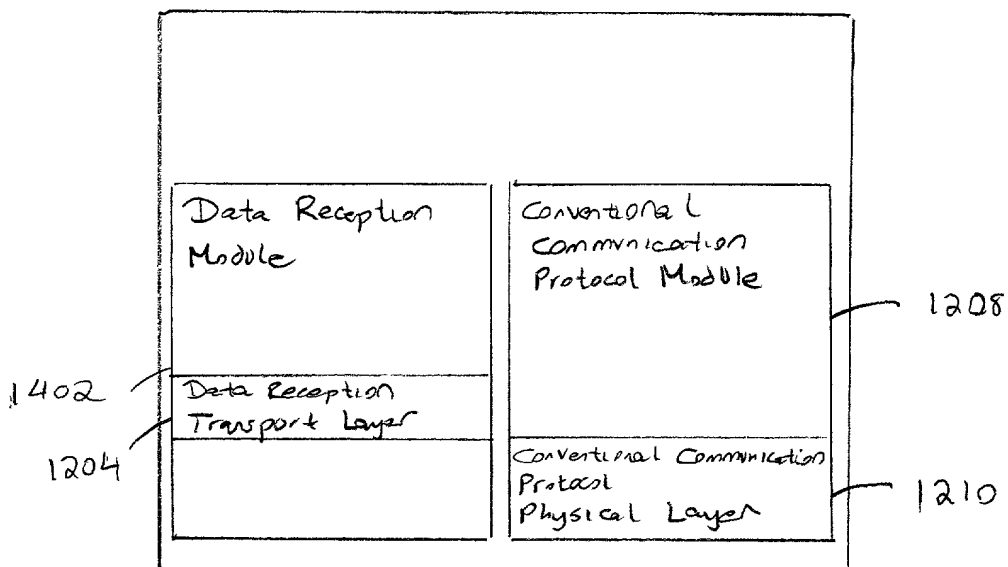 Data Reception
Module
Conventional
Communication
Protocol Module
1208
1402
Data Reception
Transport Layer
1204
Conventional Communication
Protocol
Physical Layer
1210